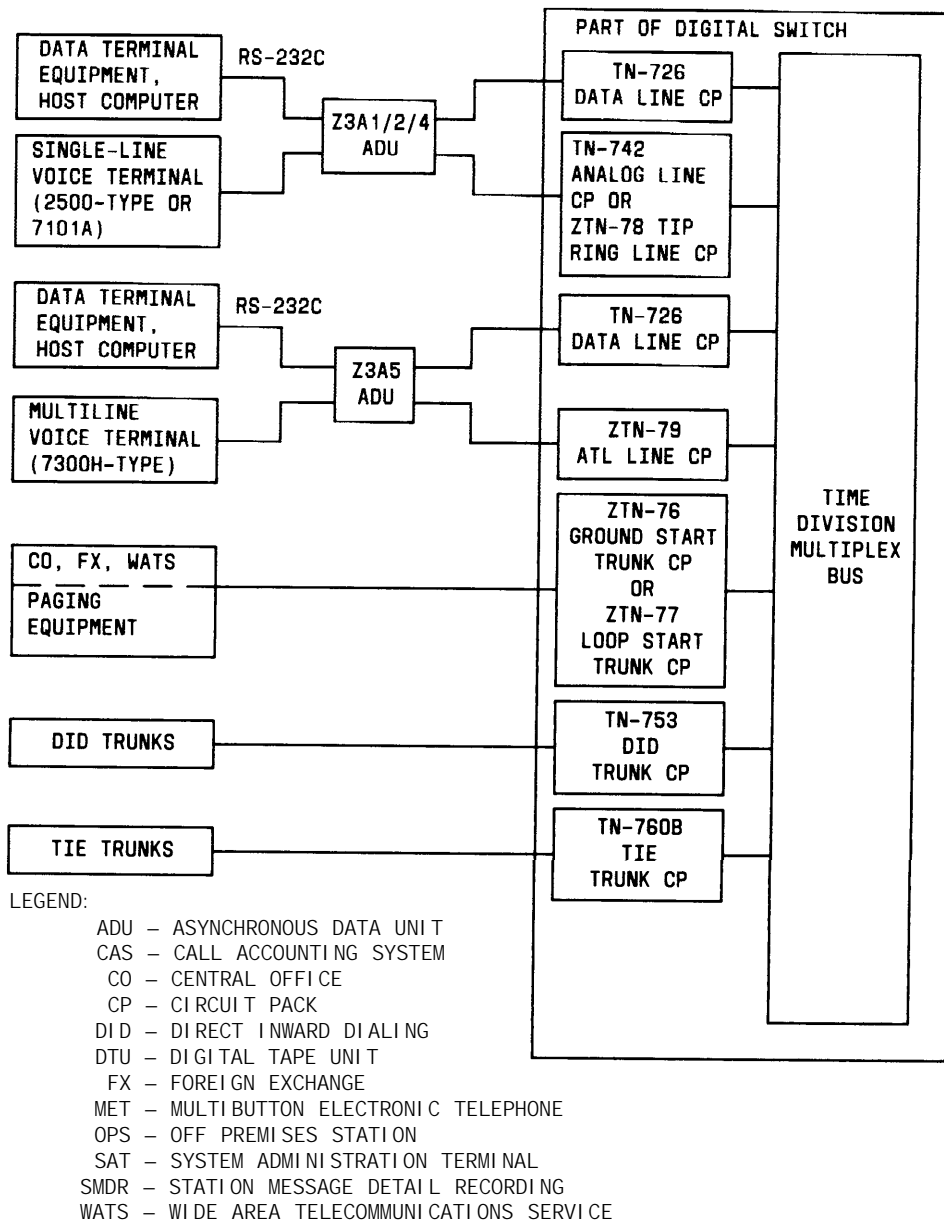 PART OF DIGITAL SWITCH
DATA TERMINAL
EQUIPMENT,
HOST COMPUTER
RS-232C
SINGLE-LINE
VOICE TERMINAL
(2500-TYPE OR
7101A)
Z3A1/2/4
ADU
TN-726
DATA LINE CP
TN-742
ANALOG LINE
CP OR
ZTN-78 TIP
RING LINE CP
DATA TERMINAL
EQUIPMENT,
HOST COMPUTER
RS-232C
MULTILINE
VOICE TERMINAL
(7300H-TYPE)
Z3A5
ADU
TN-726
DATA LINE CP
ZTN-79
ATL LINE CP
CO, FX, WATS
PAGING
EQUIPMENT
ZTN-76
GROUND START
TRUNK CP
OR
ZTN-77
LOOP START
TRUNK CP
TIME
DIVISION
MULTIPLEX
BUS
DID TRUNKS
TN-753
DID
TRUNK CP
TIE TRUNKS
TN-760B
TIE
TRUNK CP
LEGEND:
ADU – ASYNCHRONOUS DATA UNIT
CAS – CALL ACCOUNTING SYSTEM
CO – CENTRAL OFFICE
CP – CIRCUIT PACK
DID – DIRECT INWARD DIALING
DTU – DIGITAL TAPE UNIT
FX – FOREIGN EXCHANGE
MET – MULTIBUTTON ELECTRONIC TELEPHONE
OPS – OFF PREMISES STATION
SAT – SYSTEM ADMINISTRATION TERMINAL
SMDR – STATION MESSAGE DETAIL RECORDING
WATS – WIDE AREA TELECOMMUNICATIONS SERVICE